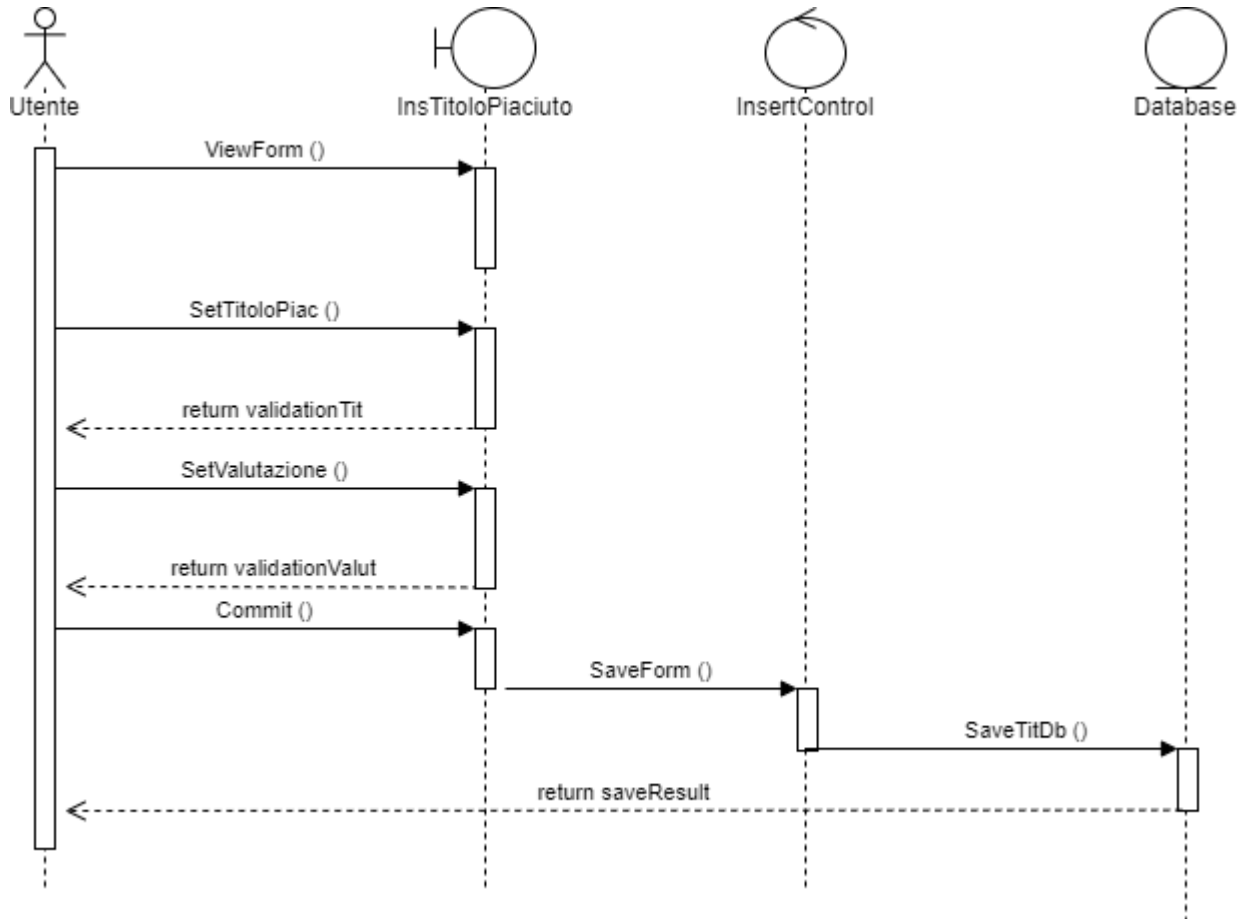 Utente
InsTitoloPiaciuto
InsertControl
Database
ViewForm ()
SetTitoloPiac ()
return validationTit
SetValutazione ()
return validationValut
Commit ()
SaveForm ()
SaveTitDb ()
return saveResult